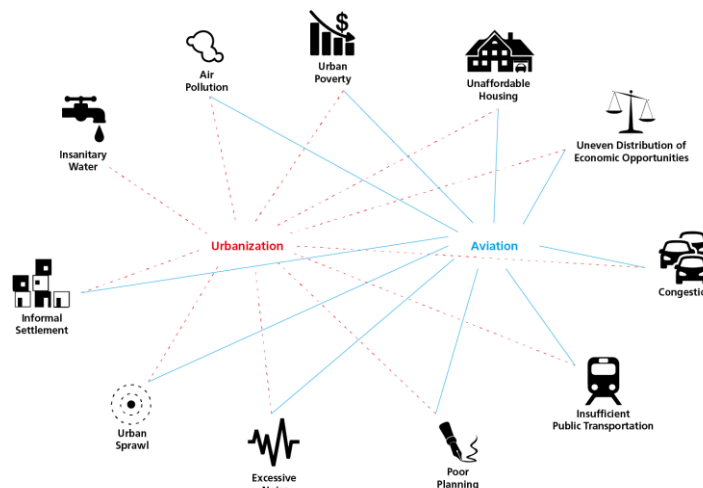 $
Air
Pollution
Urban
Poverty
Unaffordable
Housing
Uneven Distribution of
Economic Opportunities
Insanitary
Water
Urbanization
Aviation
Informal
Settlement
Congestio
Insufficient
Public Transportation
Urban
Sprawl
Excessive
Poor
Planning